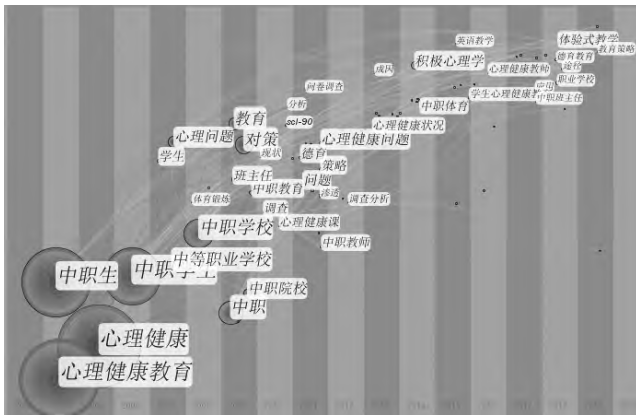 体验式教学
英语教学
教育策略
德育教育
积极心理学
途径
心理健康教师
成因
职业学校
问卷调查
学生心理健康教
中职班主任
分析
中职体育
教育
scl-90
心理健康状况
心理问题
对策
心理健康问题
现状
德育
学生
策略
班主任
问题
中职教育
渗透
体育锻炼
调查分析
调查
中职学校
心理健康课
中职教师
中等职业学校
中职生
中职学生
中职院校
中职
心理健康
心理健康教育